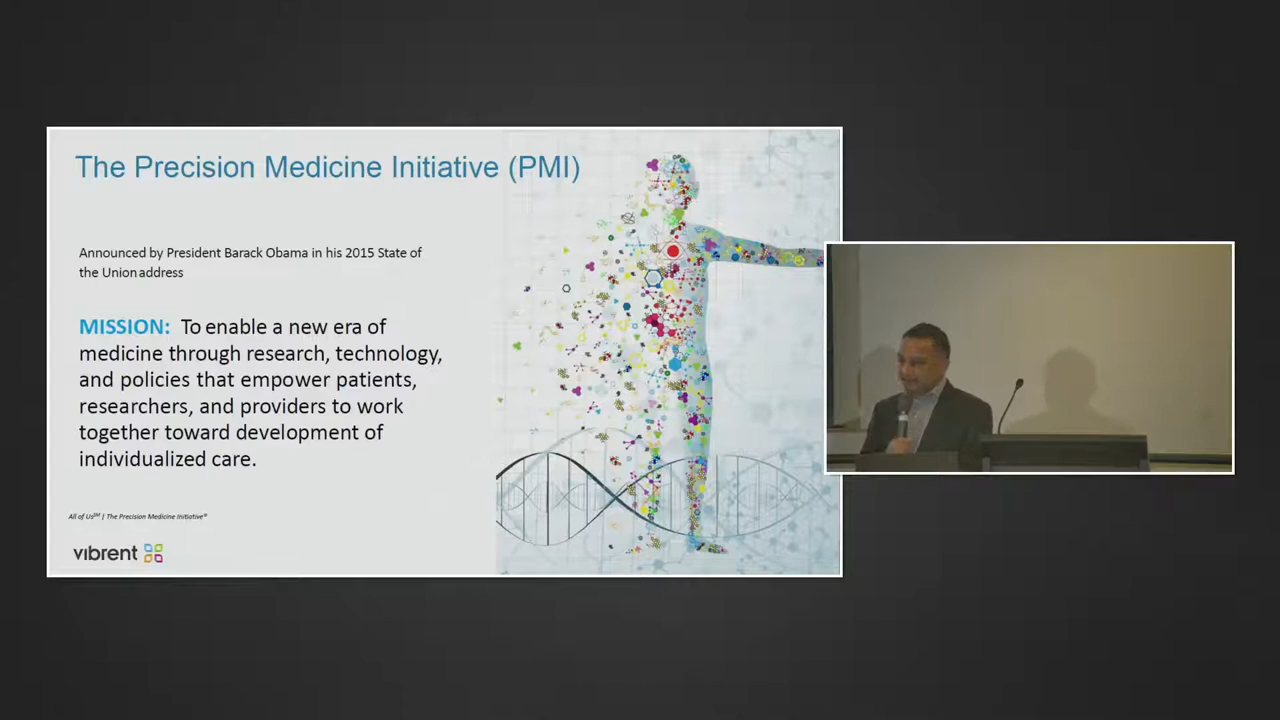 The Precision Medicine Initiative (PMI)
Announced by President Barack Obama in his 2015 State of
the Union address
MISSION: To enable a new era of
medicine through research, technology,
and policies that empower patients,
researchers, and providers to work
together toward development of
individualized care.
All of Us℠ | The Precision Medicine Initiative®
vibrent